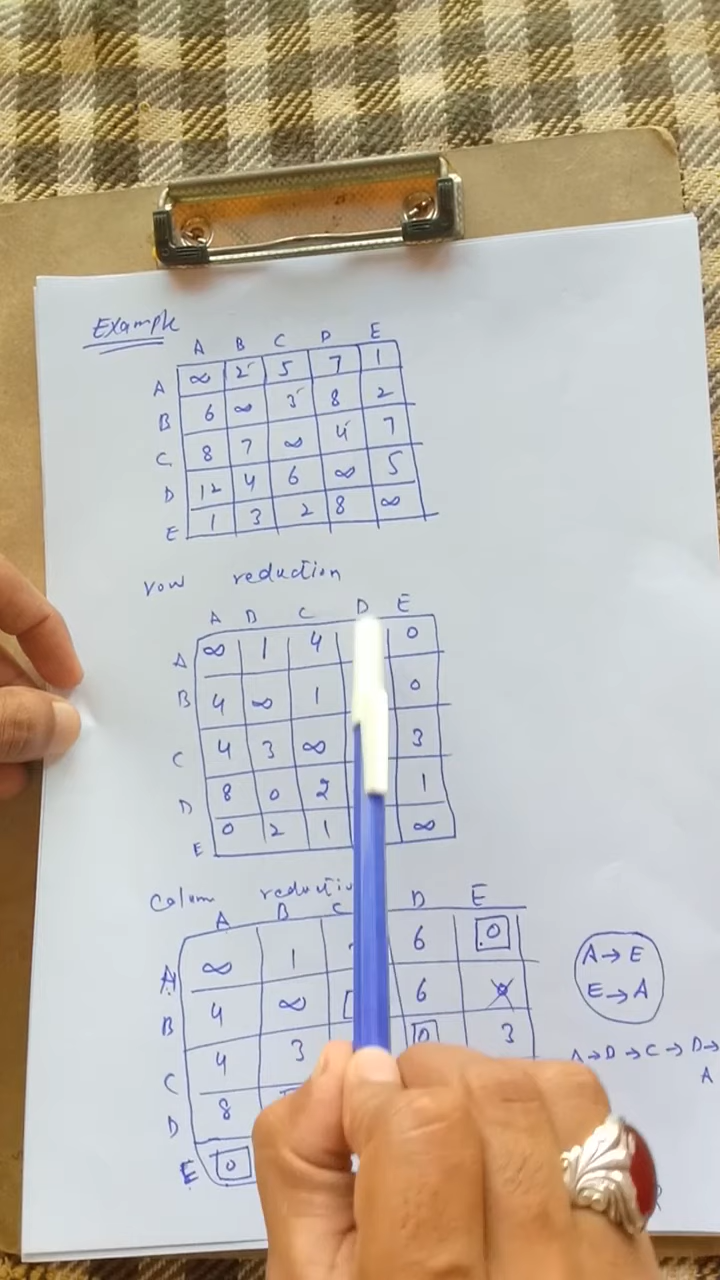 Example
A B C D E
A ∞ 2 5 7 1
B 6 ∞ 3 8 2
C 8 7 ∞ 4 7
D 12 4 6 ∞ 5
E 1 3 2 8 ∞
row reduction
A B C D E
A ∞ 1 4 0
B 4 ∞ 1 0
C 4 3 ∞ 3
D 8 0 2 1
E 0 2 1 ∞
Colum reducti
A B C D E
A ∞ 1 6 0
B 4 ∞ 6 0
C 4 3 0 3
D 8
E 0
A→E
E→A
A→D→C→D→
A